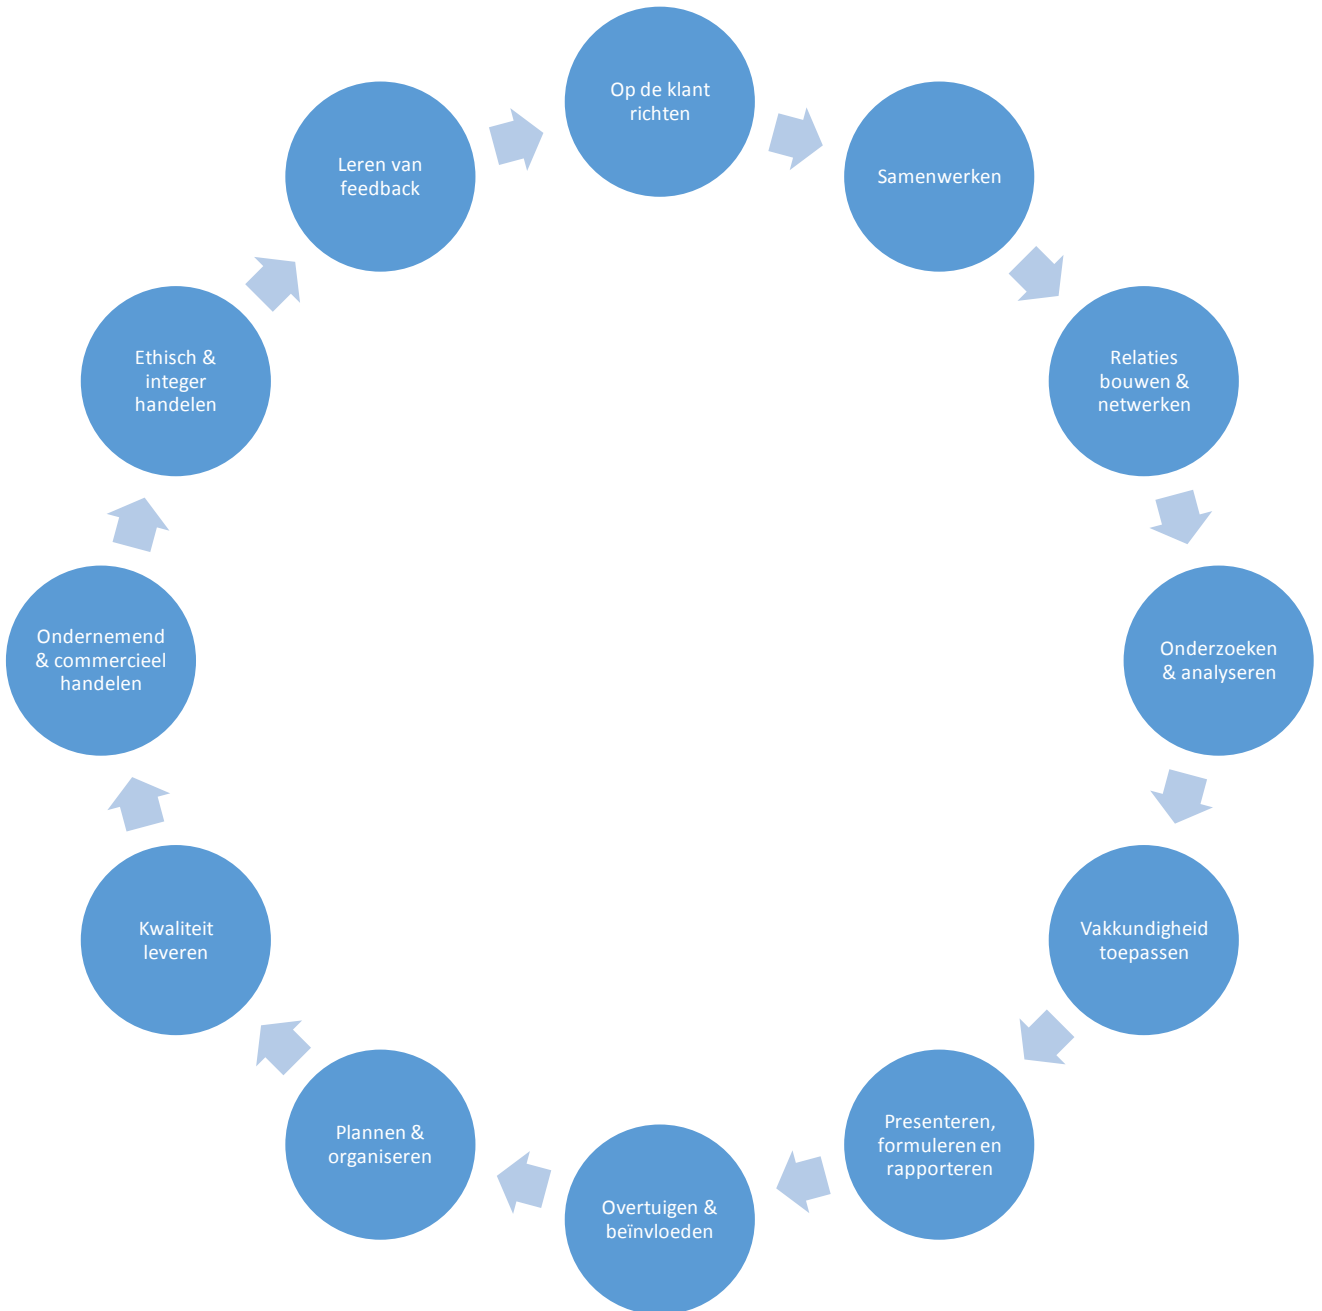 Op de klant
richten
Samenwerken
Relaties
bouwen &
netwerken
Onderzoeken
& analyseren
Vakkundigheid
toepassen
Presenteren,
formuleren en
rapporteren
Overtuigen &
beïnvloeden
Plannen &
organiseren
Kwaliteit
leveren
Ondernemend
& commercieel
handelen
Ethisch &
integer
handelen
Leren van
feedback